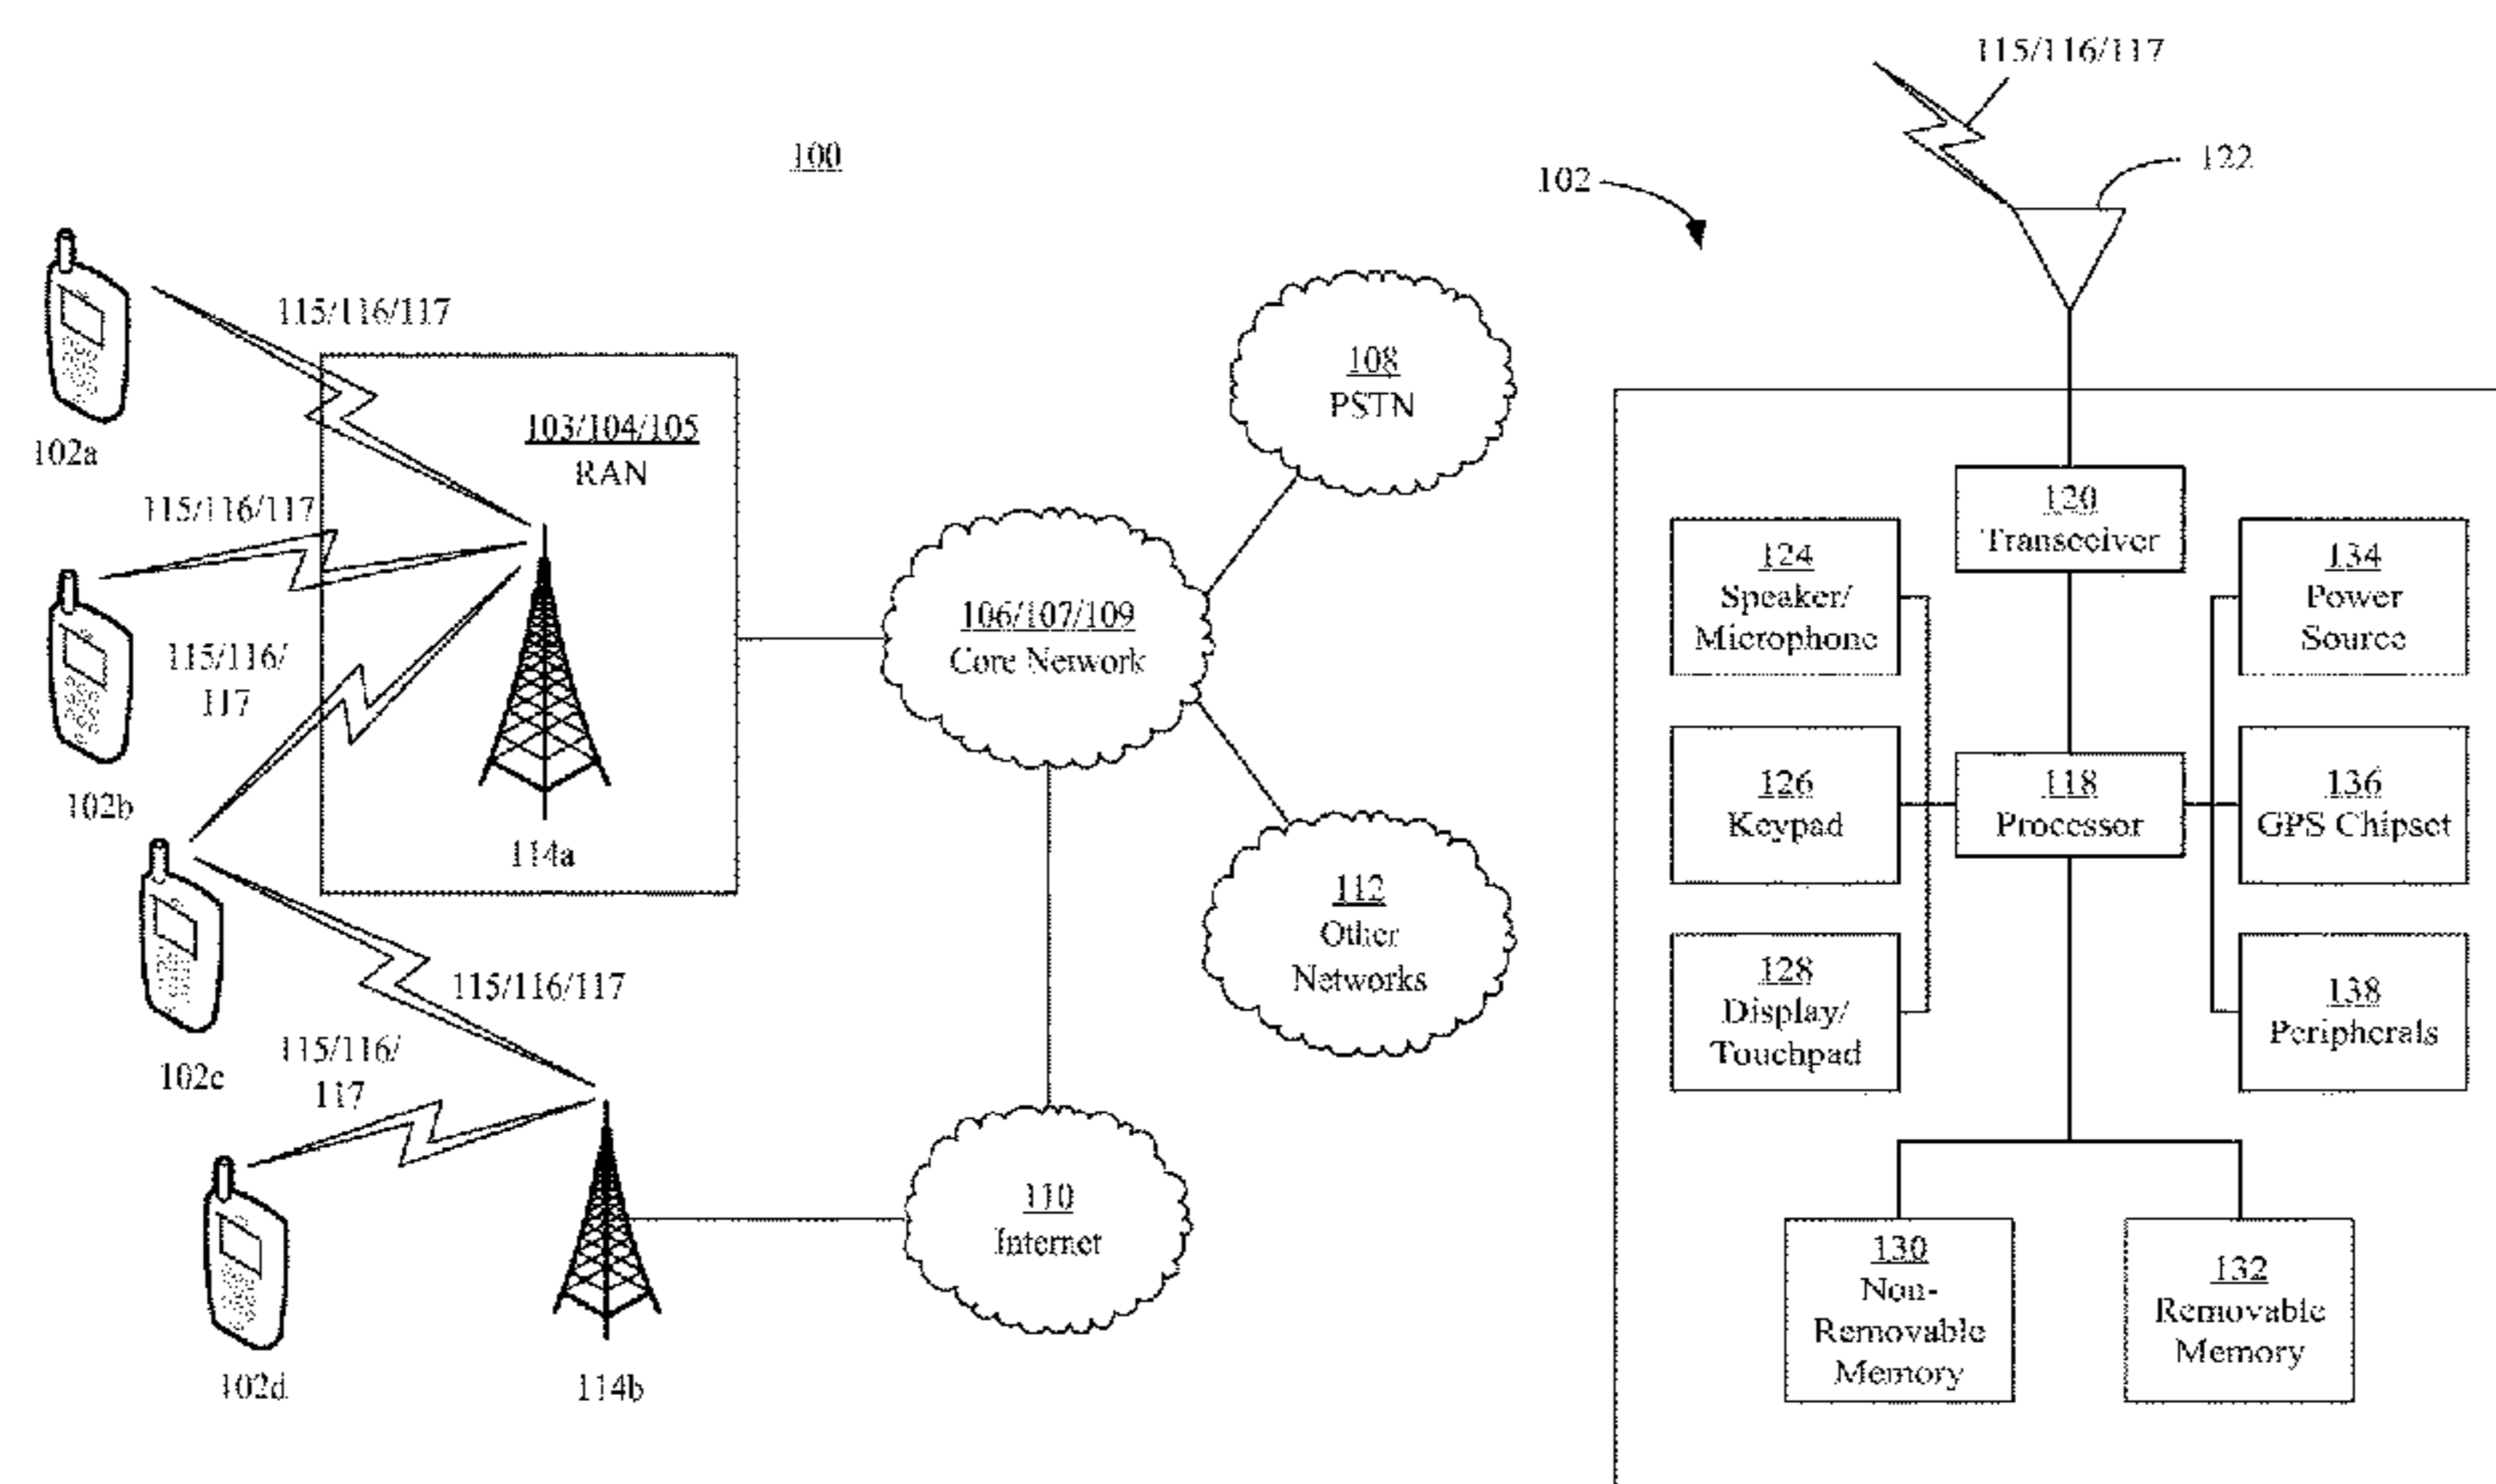 100
102a
115/116/117
103/104/105
RAN
115/116/117
102b
115/116/
117
114a
106/107/109
Core Network
108
PSTN
112
Other
Networks
102c
115/116/117
115/116/
117
102d
114b
110
Internet
115/116/117
102
122
120
Transceiver
124
Speaker/
Microphone
134
Power
Source
126
Keypad
118
Processor
136
GPS Chipset
128
Display/
Touchpad
138
Peripherals
130
Non-
Removable
Memory
132
Removable
Memory